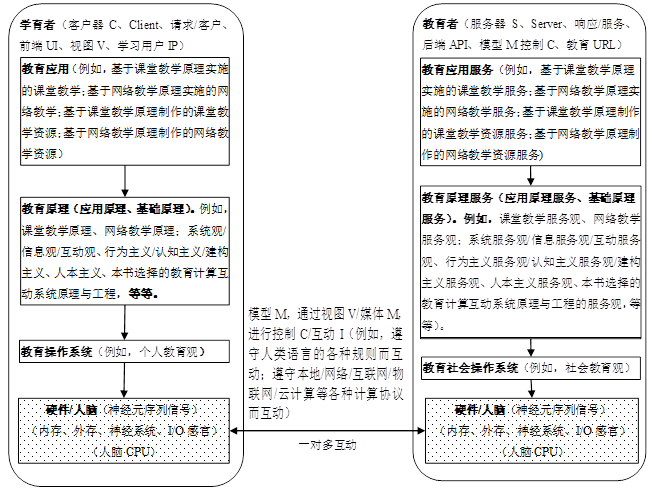 学育者（客户器 C、Client、请求/客户、
前端 UI、视图 V、学习用户 IP）
教育应用（例如，基于课堂教学原理实施
的课堂教学；基于网络教学原理实施的网
络教学；基于课堂教学原理制作的课堂教
学资源；基于网络教学原理制作的网络教
学资源）
教育原理（应用原理、基础原理）。例如，
课堂教学原理、网络教学原理；系统观/
信息观/互动观、行为主义/认知主义/建构
主义、人本主义、本书选择的教育计算互
动系统原理与工程，等等。
教育操作系统（例如，个人教育观）
硬件/人脑（神经元序列信号）
（内存、外存、神经系统、I/O 感官）
（人脑 CPU）
模型 M，通过视图 V/媒体 M，
进行控制 C/互动 I（例如，遵
守人类语言的各种规则而互
动；遵守本地/网络/互联网/物
联网/云计算等各种计算协议
而互动）
一对多互动
教育者（服务器 S、Server、响应/服务、
后端 API、模型 M 控制 C、教育 URL）
教育应用服务（例如，基于课堂教学原理
实施的课堂教学服务；基于网络教学原理实
施的网络教学服务；基于课堂教学原理制作
的课堂教学资源服务；基于网络教学原理制
作的网络教学资源服务)
教育原理服务（应用原理服务、基础原理
服务）。例如，课堂教学服务观、网络教学
服务观；系统服务观/信息服务观/互动服务
观、行为主义服务观/认知主义服务观/建构
主义服务观、人本主义服务观、本书选择的
教育计算互动系统原理与工程的服务观，等
等）。
教育社会操作系统（例如，社会教育观）
硬件/人脑（神经元序列信号）
（内存、外存、神经系统、I/O 感官）
（人脑 CPU）